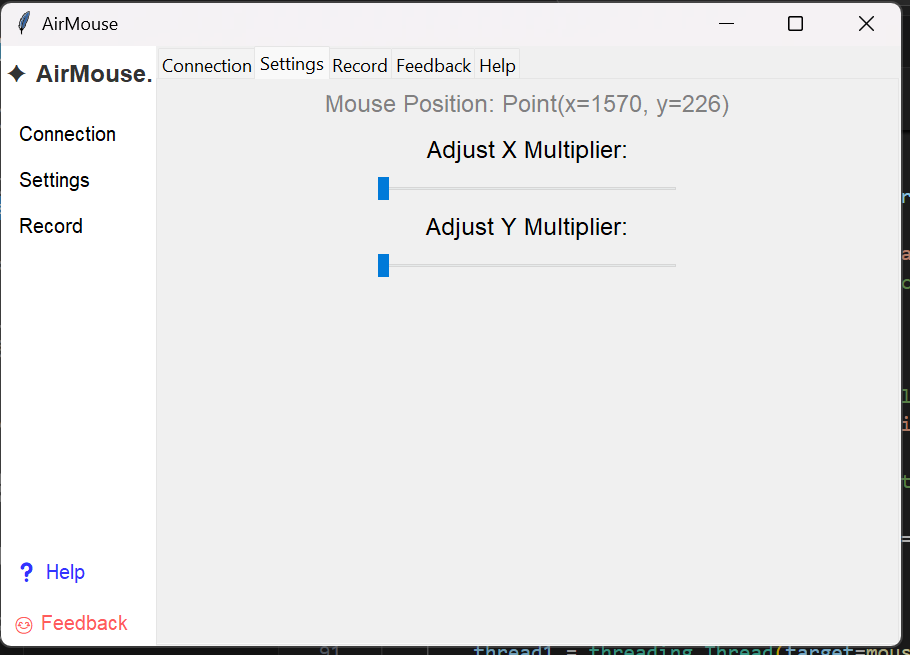 AirMouse
✦ AirMouse.
Connection
Settings
Record
? Help
Feedback
Connection Settings Record Feedback Help
Mouse Position: Point(x=1570, y=226)
Adjust X Multiplier:
Adjust Y Multiplier:
91 thread1 = threading.Thread(target=mous